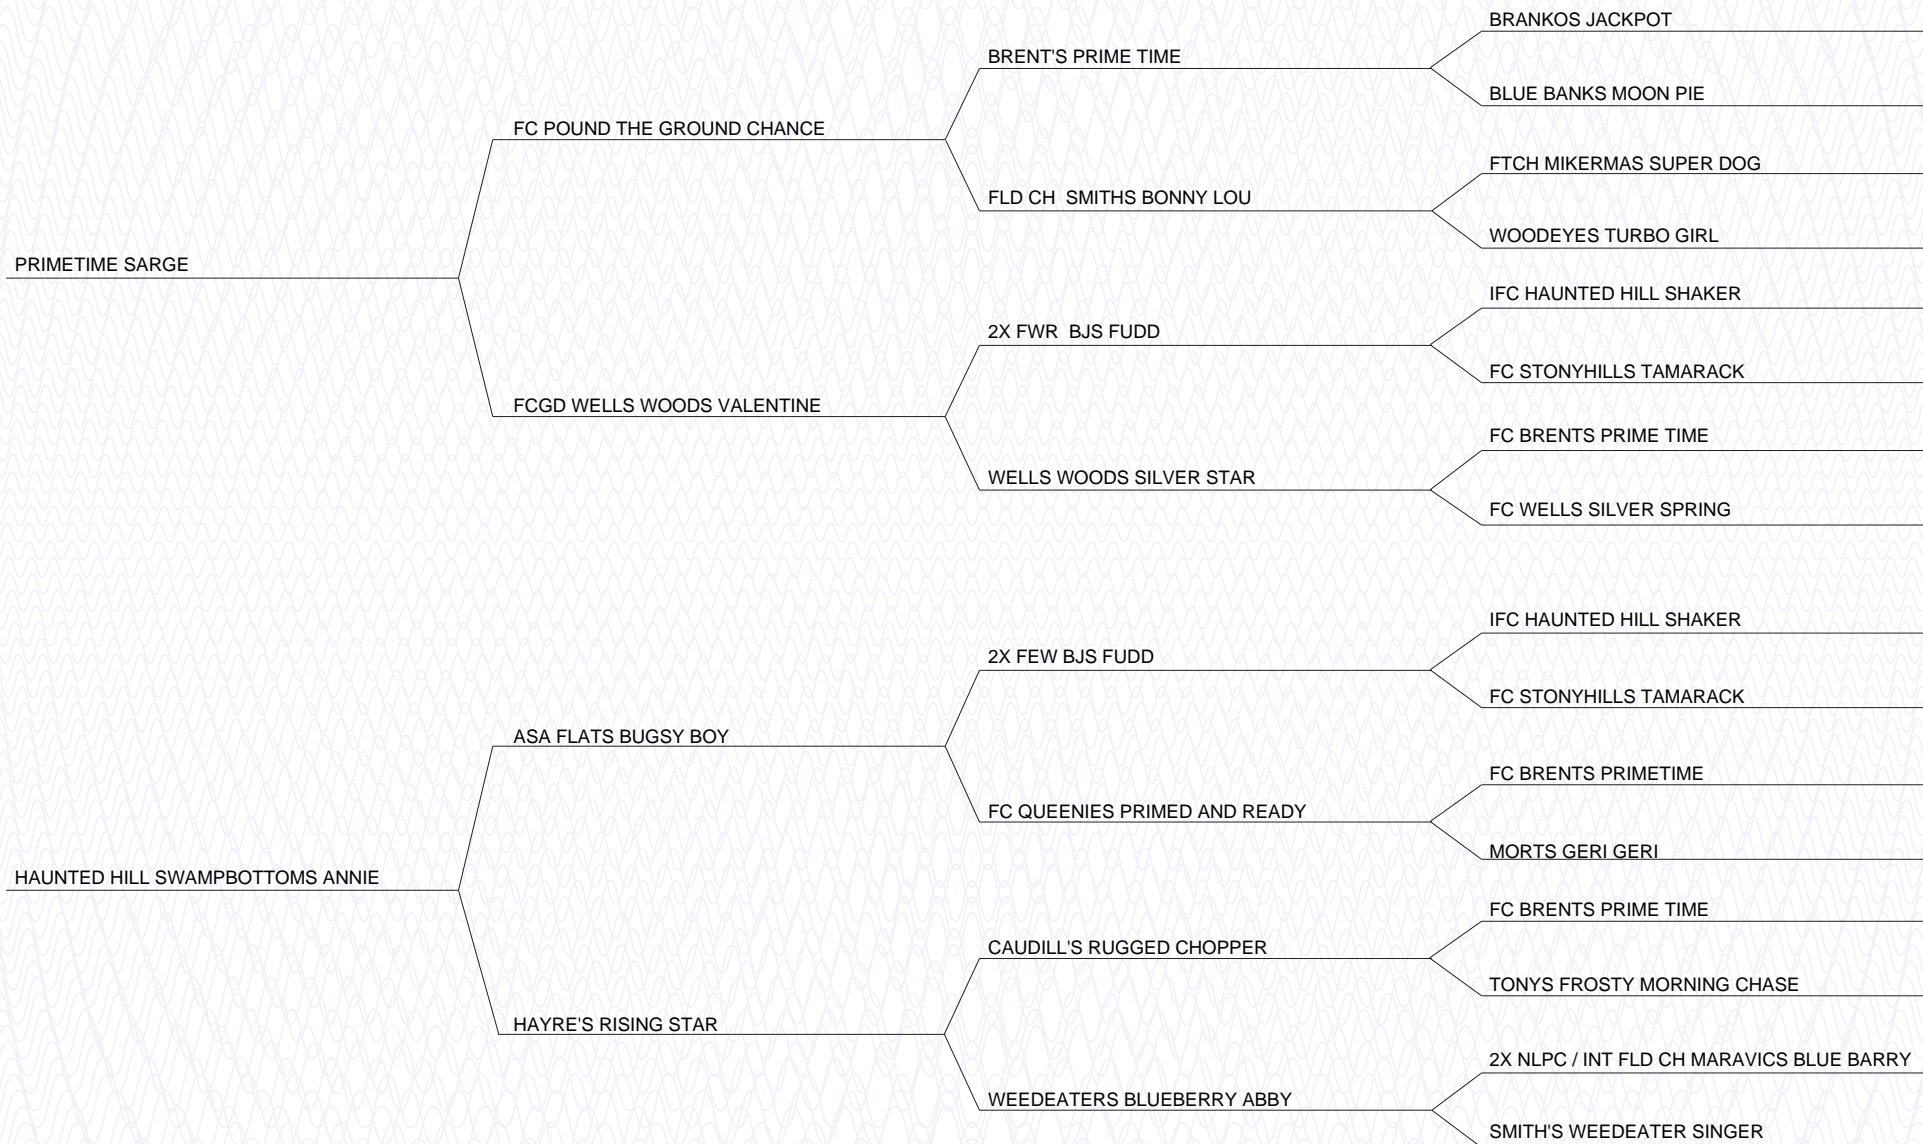 BRANKOS JACKPOT
BRENT'S PRIME TIME
BLUE BANKS MOON PIE
FC POUND THE GROUND CHANCE
FTCH MIKERMAS SUPER DOG
FLD CH  SMITHS BONNY LOU
WOODEYES TURBO GIRL
PRIMETIME SARGE
IFC HAUNTED HILL SHAKER
2X FWR  BJS FUDD
FC STONYHILLS TAMARACK
FCGD WELLS WOODS VALENTINE
FC BRENTS PRIME TIME
WELLS WOODS SILVER STAR
FC WELLS SILVER SPRING
IFC HAUNTED HILL SHAKER
2X FEW BJS FUDD
FC STONYHILLS TAMARACK
ASA FLATS BUGSY BOY
FC BRENTS PRIMETIME
FC QUEENIES PRIMED AND READY
MORTS GERI GERI
HAUNTED HILL SWAMPBOTTOMS ANNIE
FC BRENTS PRIME TIME
CAUDILL'S RUGGED CHOPPER
TONYS FROSTY MORNING CHASE
HAYRE'S RISING STAR
2X NLPC / INT FLD CH MARAVICS BLUE BARRY
WEEDEATERS BLUEBERRY ABBY
SMITH'S WEEDEATER SINGER